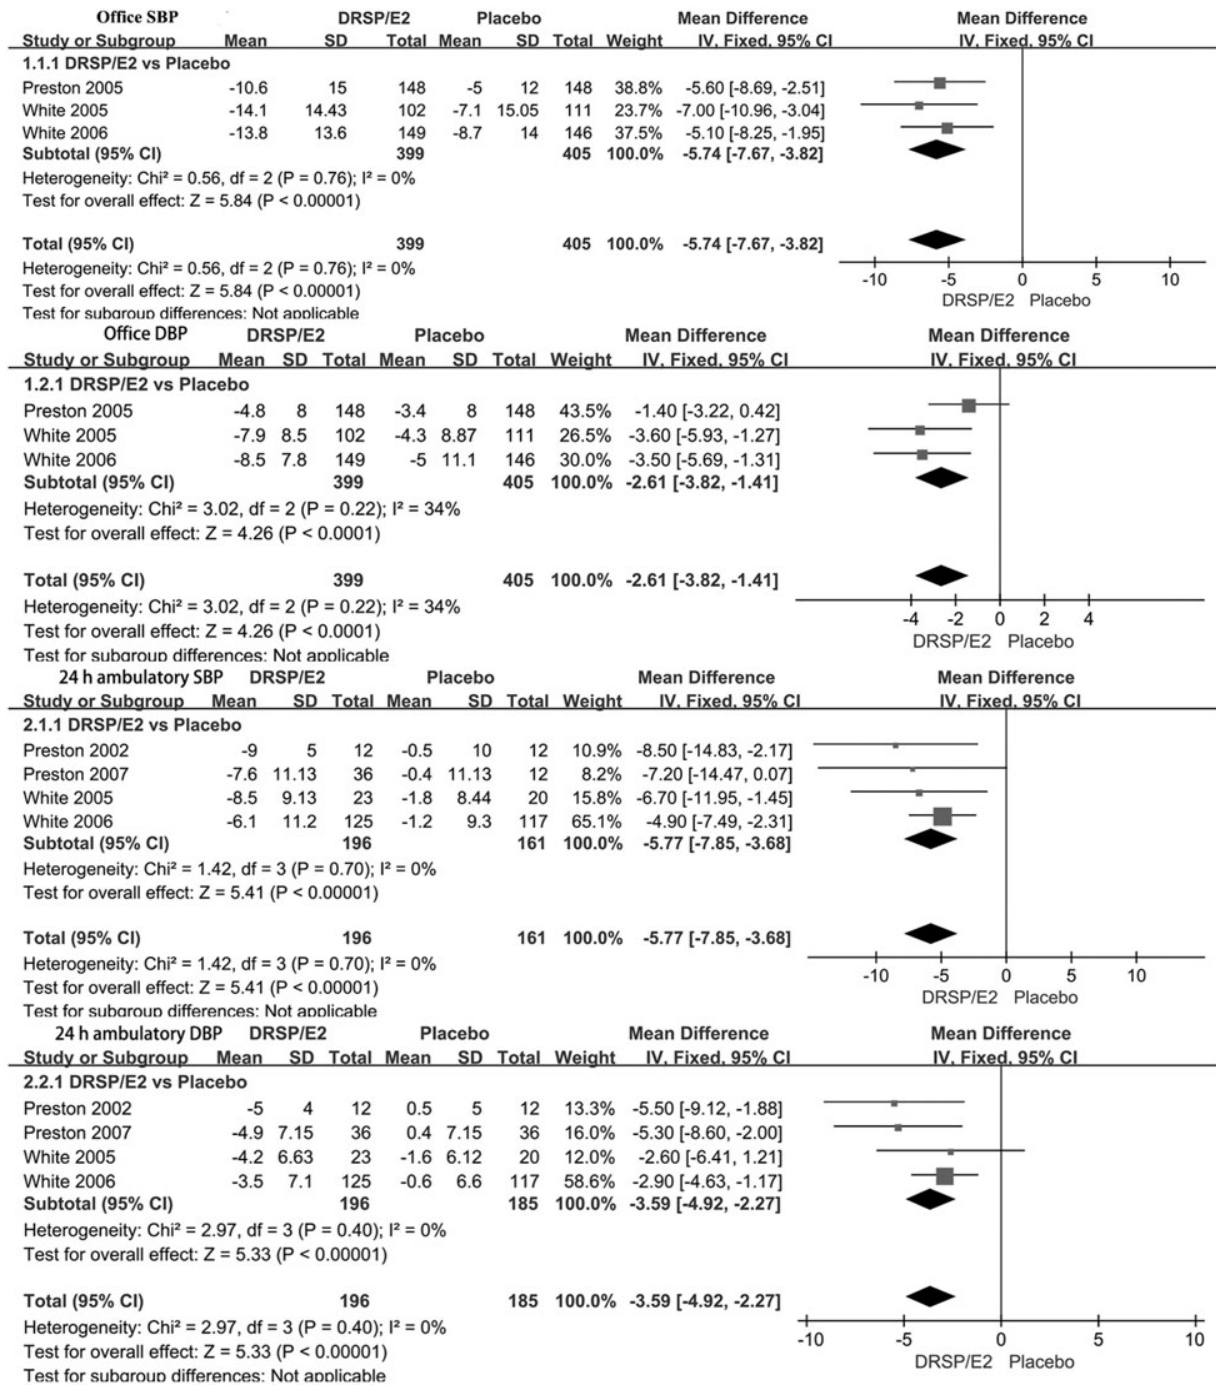 Office SBP DRSP/E2 Placebo Mean Difference Mean Difference
Study or Subgroup Mean SD Total Mean SD Total Weight IV, Fixed, 95% CI IV, Fixed, 95% CI
1.1.1 DRSP/E2 vs Placebo
Preston 2005 -10.6 15 148 -5 12 148 38.8% -5.60 [-8.69, -2.51]
White 2005 -14.1 14.43 102 -7.1 15.05 111 23.7% -7.00 [-10.96, -3.04]
White 2006 -13.8 13.6 149 -8.7 14 146 37.5% -5.10 [-8.25, -1.95]
Subtotal (95% CI) 399 405 100.0% -5.74 [-7.67, -3.82]
Heterogeneity: Chi² = 0.56, df = 2 (P = 0.76); I² = 0%
Test for overall effect: Z = 5.84 (P < 0.00001)
Total (95% CI) 399 405 100.0% -5.74 [-7.67, -3.82]
Heterogeneity: Chi² = 0.56, df = 2 (P = 0.76); I² = 0%
Test for overall effect: Z = 5.84 (P < 0.00001)
Test for subgroup differences: Not applicable
-10 -5 0 5 10
DRSP/E2 Placebo
Office DBP DRSP/E2 Placebo Mean Difference Mean Difference
Study or Subgroup Mean SD Total Mean SD Total Weight IV, Fixed, 95% CI IV, Fixed, 95% CI
1.2.1 DRSP/E2 vs Placebo
Preston 2005 -4.8 8 148 -3.4 8 148 43.5% -1.40 [-3.22, 0.42]
White 2005 -7.9 8.5 102 -4.3 8.87 111 26.5% -3.60 [-5.93, -1.27]
White 2006 -8.5 7.8 149 -5 11.1 146 30.0% -3.50 [-5.69, -1.31]
Subtotal (95% CI) 399 405 100.0% -2.61 [-3.82, -1.41]
Heterogeneity: Chi² = 3.02, df = 2 (P = 0.22); I² = 34%
Test for overall effect: Z = 4.26 (P < 0.0001)
Total (95% CI) 399 405 100.0% -2.61 [-3.82, -1.41]
Heterogeneity: Chi² = 3.02, df = 2 (P = 0.22); I² = 34%
Test for overall effect: Z = 4.26 (P < 0.0001)
Test for subgroup differences: Not applicable
-4 -2 0 2 4
DRSP/E2 Placebo
24 h ambulatory SBP DRSP/E2 Placebo Mean Difference Mean Difference
Study or Subgroup Mean SD Total Mean SD Total Weight IV, Fixed, 95% CI IV, Fixed, 95% CI
2.1.1 DRSP/E2 vs Placebo
Preston 2002 -9 5 12 -0.5 10 12 10.9% -8.50 [-14.83, -2.17]
Preston 2007 -7.6 11.13 36 -0.4 11.13 12 8.2% -7.20 [-14.47, 0.07]
White 2005 -8.5 9.13 23 -1.8 8.44 20 15.8% -6.70 [-11.95, -1.45]
White 2006 -6.1 11.2 125 -1.2 9.3 117 65.1% -4.90 [-7.49, -2.31]
Subtotal (95% CI) 196 161 100.0% -5.77 [-7.85, -3.68]
Heterogeneity: Chi² = 1.42, df = 3 (P = 0.70); I² = 0%
Test for overall effect: Z = 5.41 (P < 0.00001)
Total (95% CI) 196 161 100.0% -5.77 [-7.85, -3.68]
Heterogeneity: Chi² = 1.42, df = 3 (P = 0.70); I² = 0%
Test for overall effect: Z = 5.41 (P < 0.00001)
Test for subgroup differences: Not applicable
-10 -5 0 5 10
DRSP/E2 Placebo
24 h ambulatory DBP DRSP/E2 Placebo Mean Difference Mean Difference
Study or Subgroup Mean SD Total Mean SD Total Weight IV, Fixed, 95% CI IV, Fixed, 95% CI
2.2.1 DRSP/E2 vs Placebo
Preston 2002 -5 4 12 0.5 5 12 13.3% -5.50 [-9.12, -1.88]
Preston 2007 -4.9 7.15 36 0.4 7.15 36 16.0% -5.30 [-8.60, -2.00]
White 2005 -4.2 6.63 23 -1.6 6.12 20 12.0% -2.60 [-6.41, 1.21]
White 2006 -3.5 7.1 125 -0.6 6.6 117 58.6% -2.90 [-4.63, -1.17]
Subtotal (95% CI) 196 185 100.0% -3.59 [-4.92, -2.27]
Heterogeneity: Chi² = 2.97, df = 3 (P = 0.40); I² = 0%
Test for overall effect: Z = 5.33 (P < 0.00001)
Total (95% CI) 196 185 100.0% -3.59 [-4.92, -2.27]
Heterogeneity: Chi² = 2.97, df = 3 (P = 0.40); I² = 0%
Test for overall effect: Z = 5.33 (P < 0.00001)
Test for subgroup differences: Not applicable
-10 -5 0 5 10
DRSP/E2 Placebo